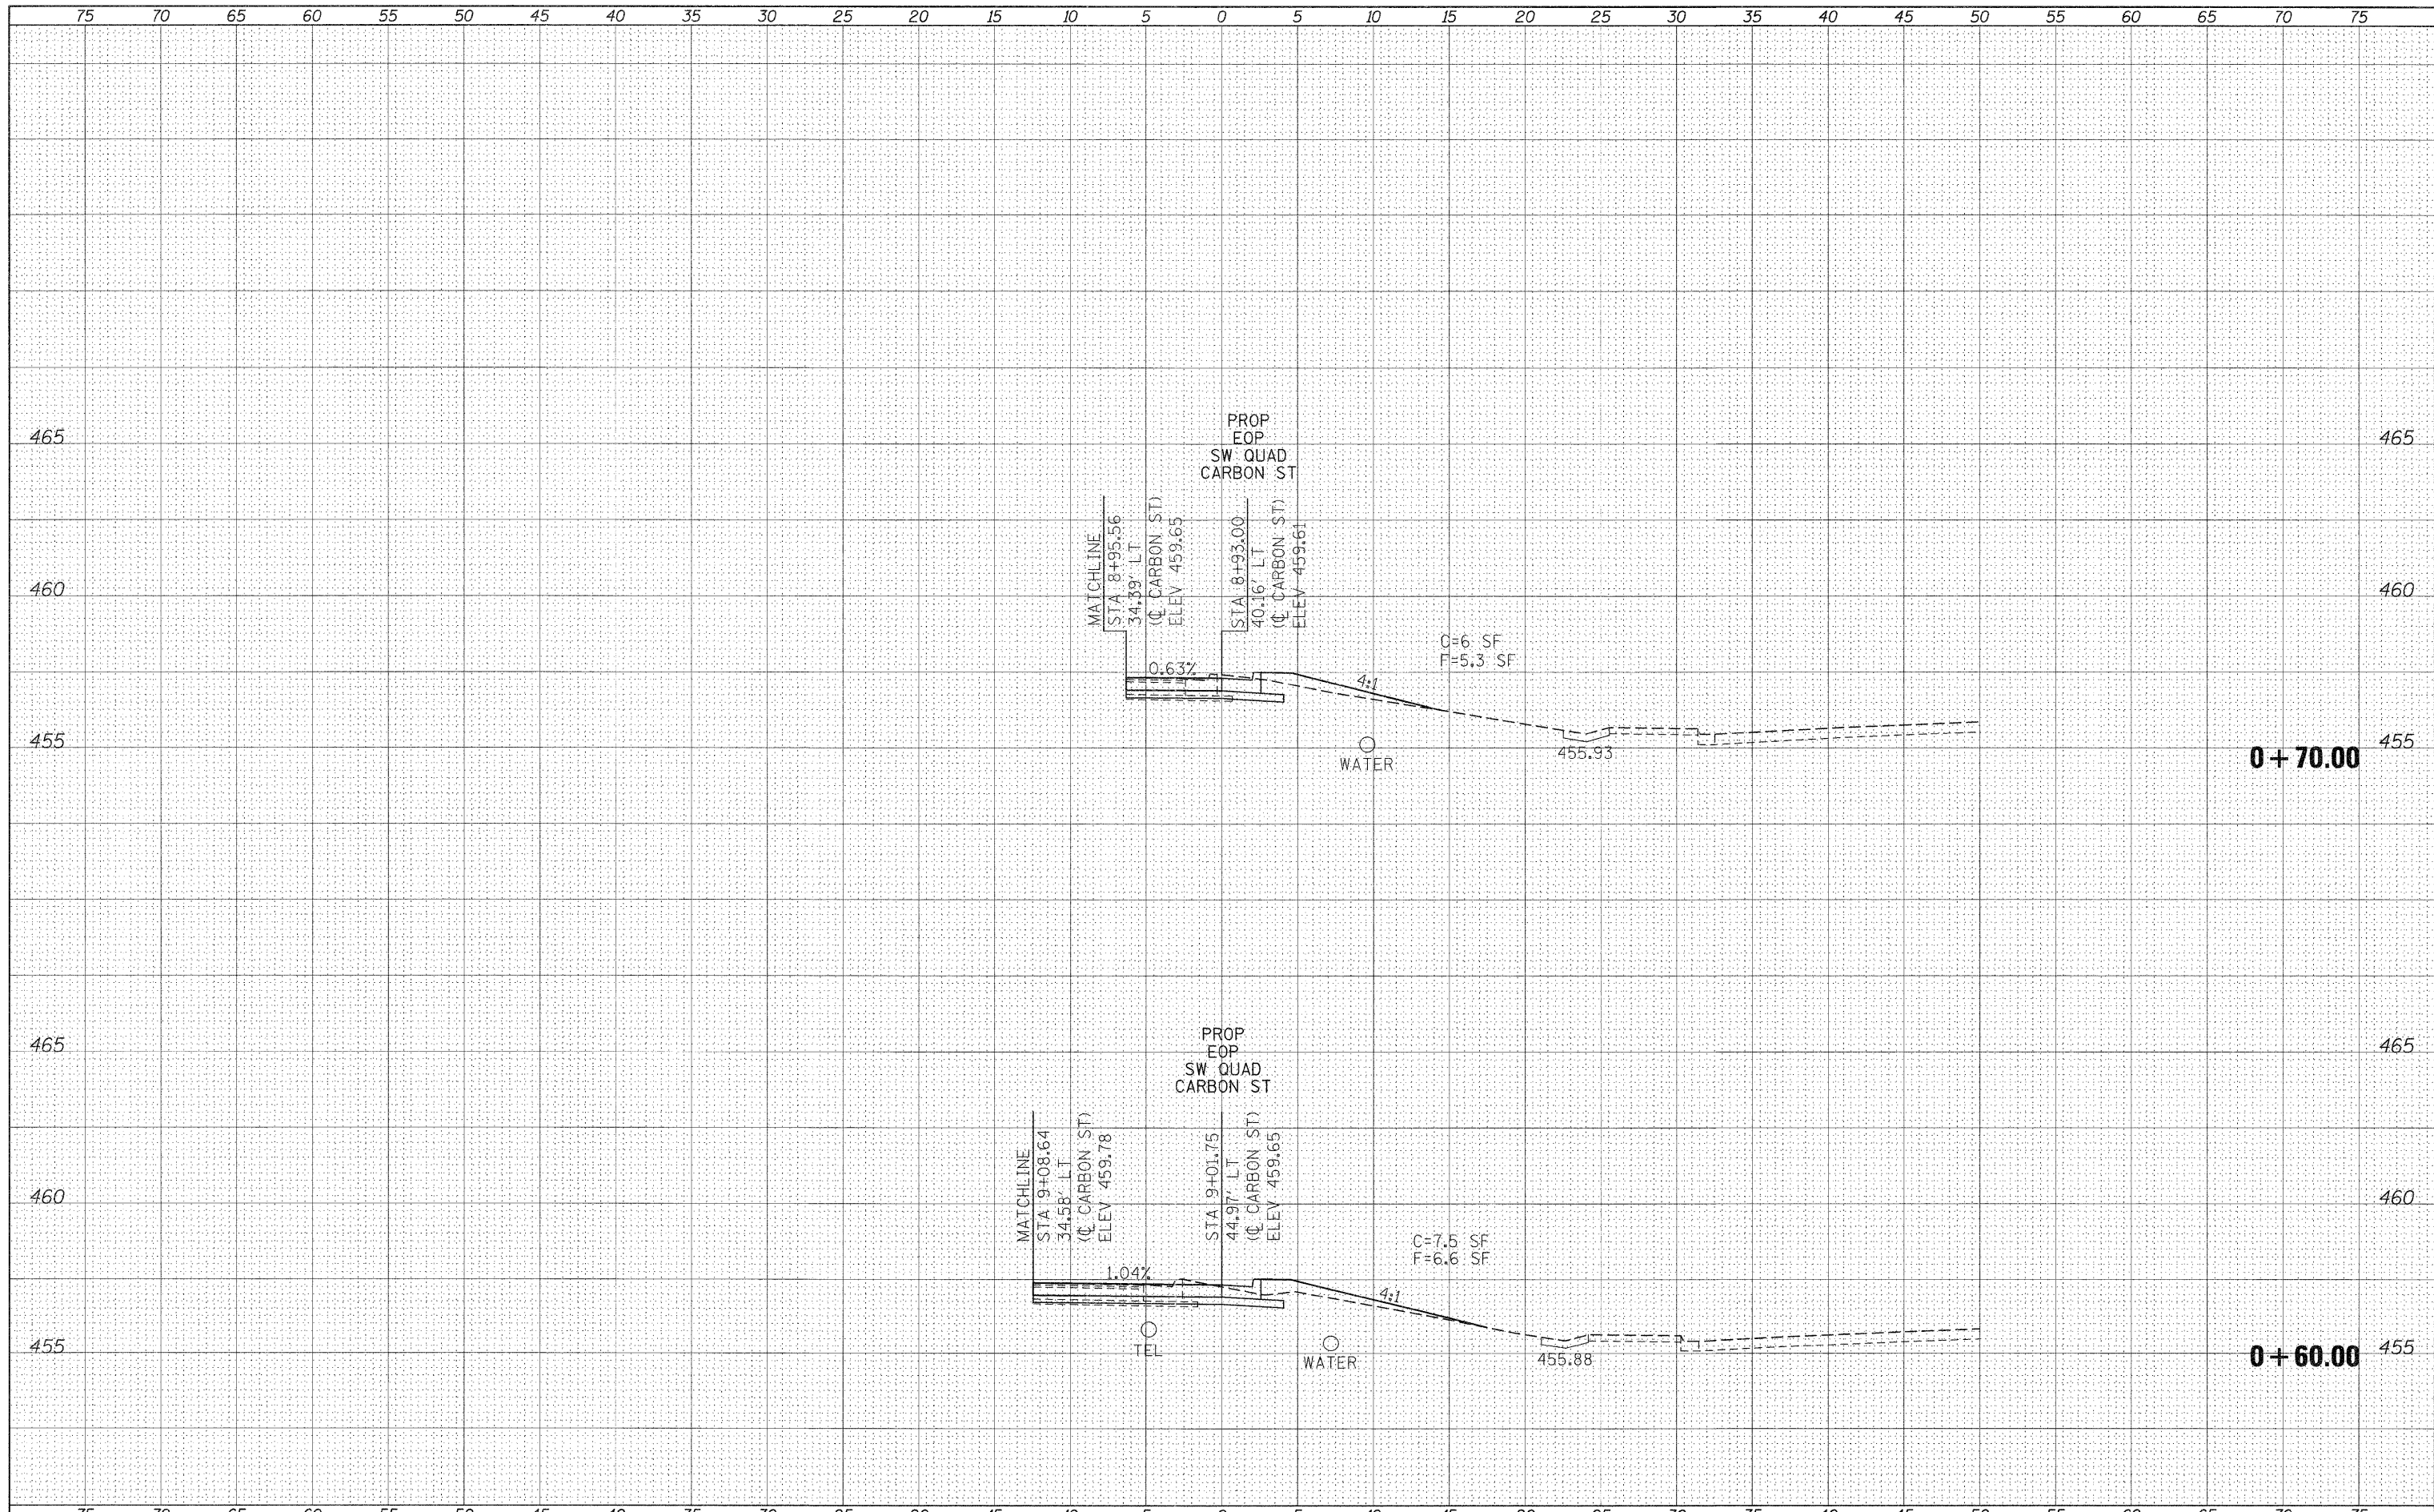 75 70 65 60 55 50 45 40 35 30 25 20 15 10 5 0 5 10 15 20 25 30 35 40 45 50 55 60 65 70 75
PROP
EOP
SW QUAD
CARBON ST
465 465
MATCHLINE
STA 8+95.56
34.39' LT
(℄ CARBON ST)
ELEV 459.65
STA 8+93.00
40.16' LT
(℄ CARBON ST)
ELEV 459.61
460 460
C=6 SF
F=5.3 SF
0.63%
4:1
455 455
WATER
455.93
0+70.00
PROP
EOP
SW QUAD
CARBON ST
465 465
MATCHLINE
STA 9+08.64
34.58' LT
(℄ CARBON ST)
ELEV 459.78
STA 9+01.75
44.97' LT
(℄ CARBON ST)
ELEV 459.65
460 460
C=7.5 SF
F=6.6 SF
1.04%
4:1
455 455
TEL
WATER
455.88
0+60.00